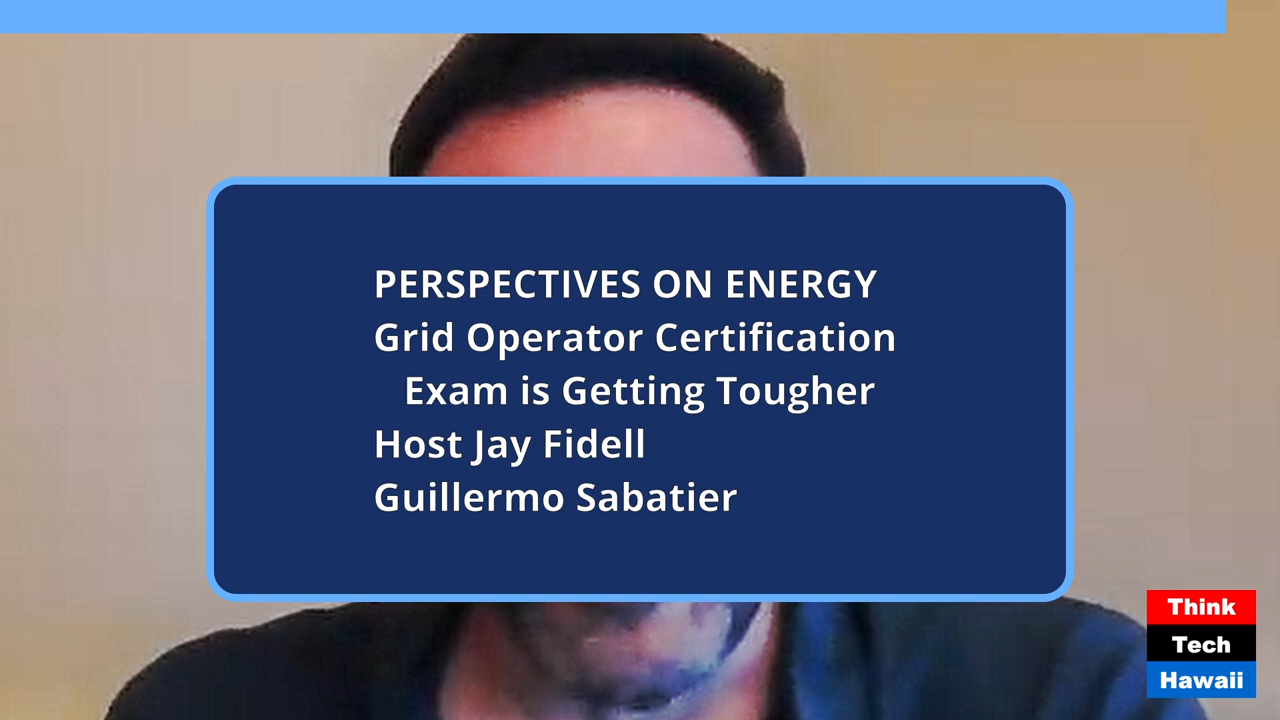 PERSPECTIVES ON ENERGY
Grid Operator Certification
Exam is Getting Tougher
Host Jay Fidell
Guillermo Sabatier
Think
Tech
Hawaii